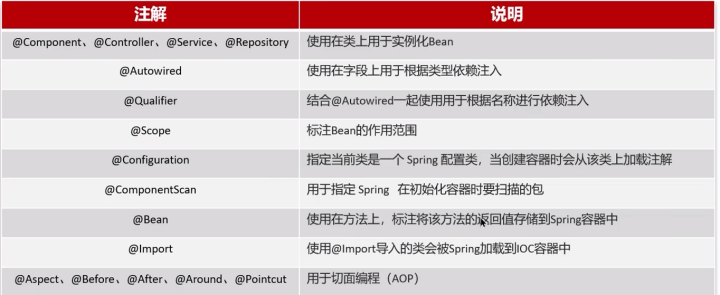 注解 说明
@Component、@Controller、@Service、@Repository 使用在类上用于实例化Bean
@Autowired 使用在字段上用于根据类型依赖注入
@Qualifier 结合@Autowired一起使用用于根据名称进行依赖注入
@Scope 标注Bean的作用范围
@Configuration 指定当前类是一个 Spring 配置类，当创建容器时会从该类上加载注解
@ComponentScan 用于指定 Spring 在初始化容器时要扫描的包
@Bean 使用在方法上，标注将该方法的返回值存储到Spring容器中
@Import 使用@Import导入的类会被Spring加载到IOC容器中
@Aspect、@Before、@After、@Around、@Pointcut 用于切面编程（AOP）